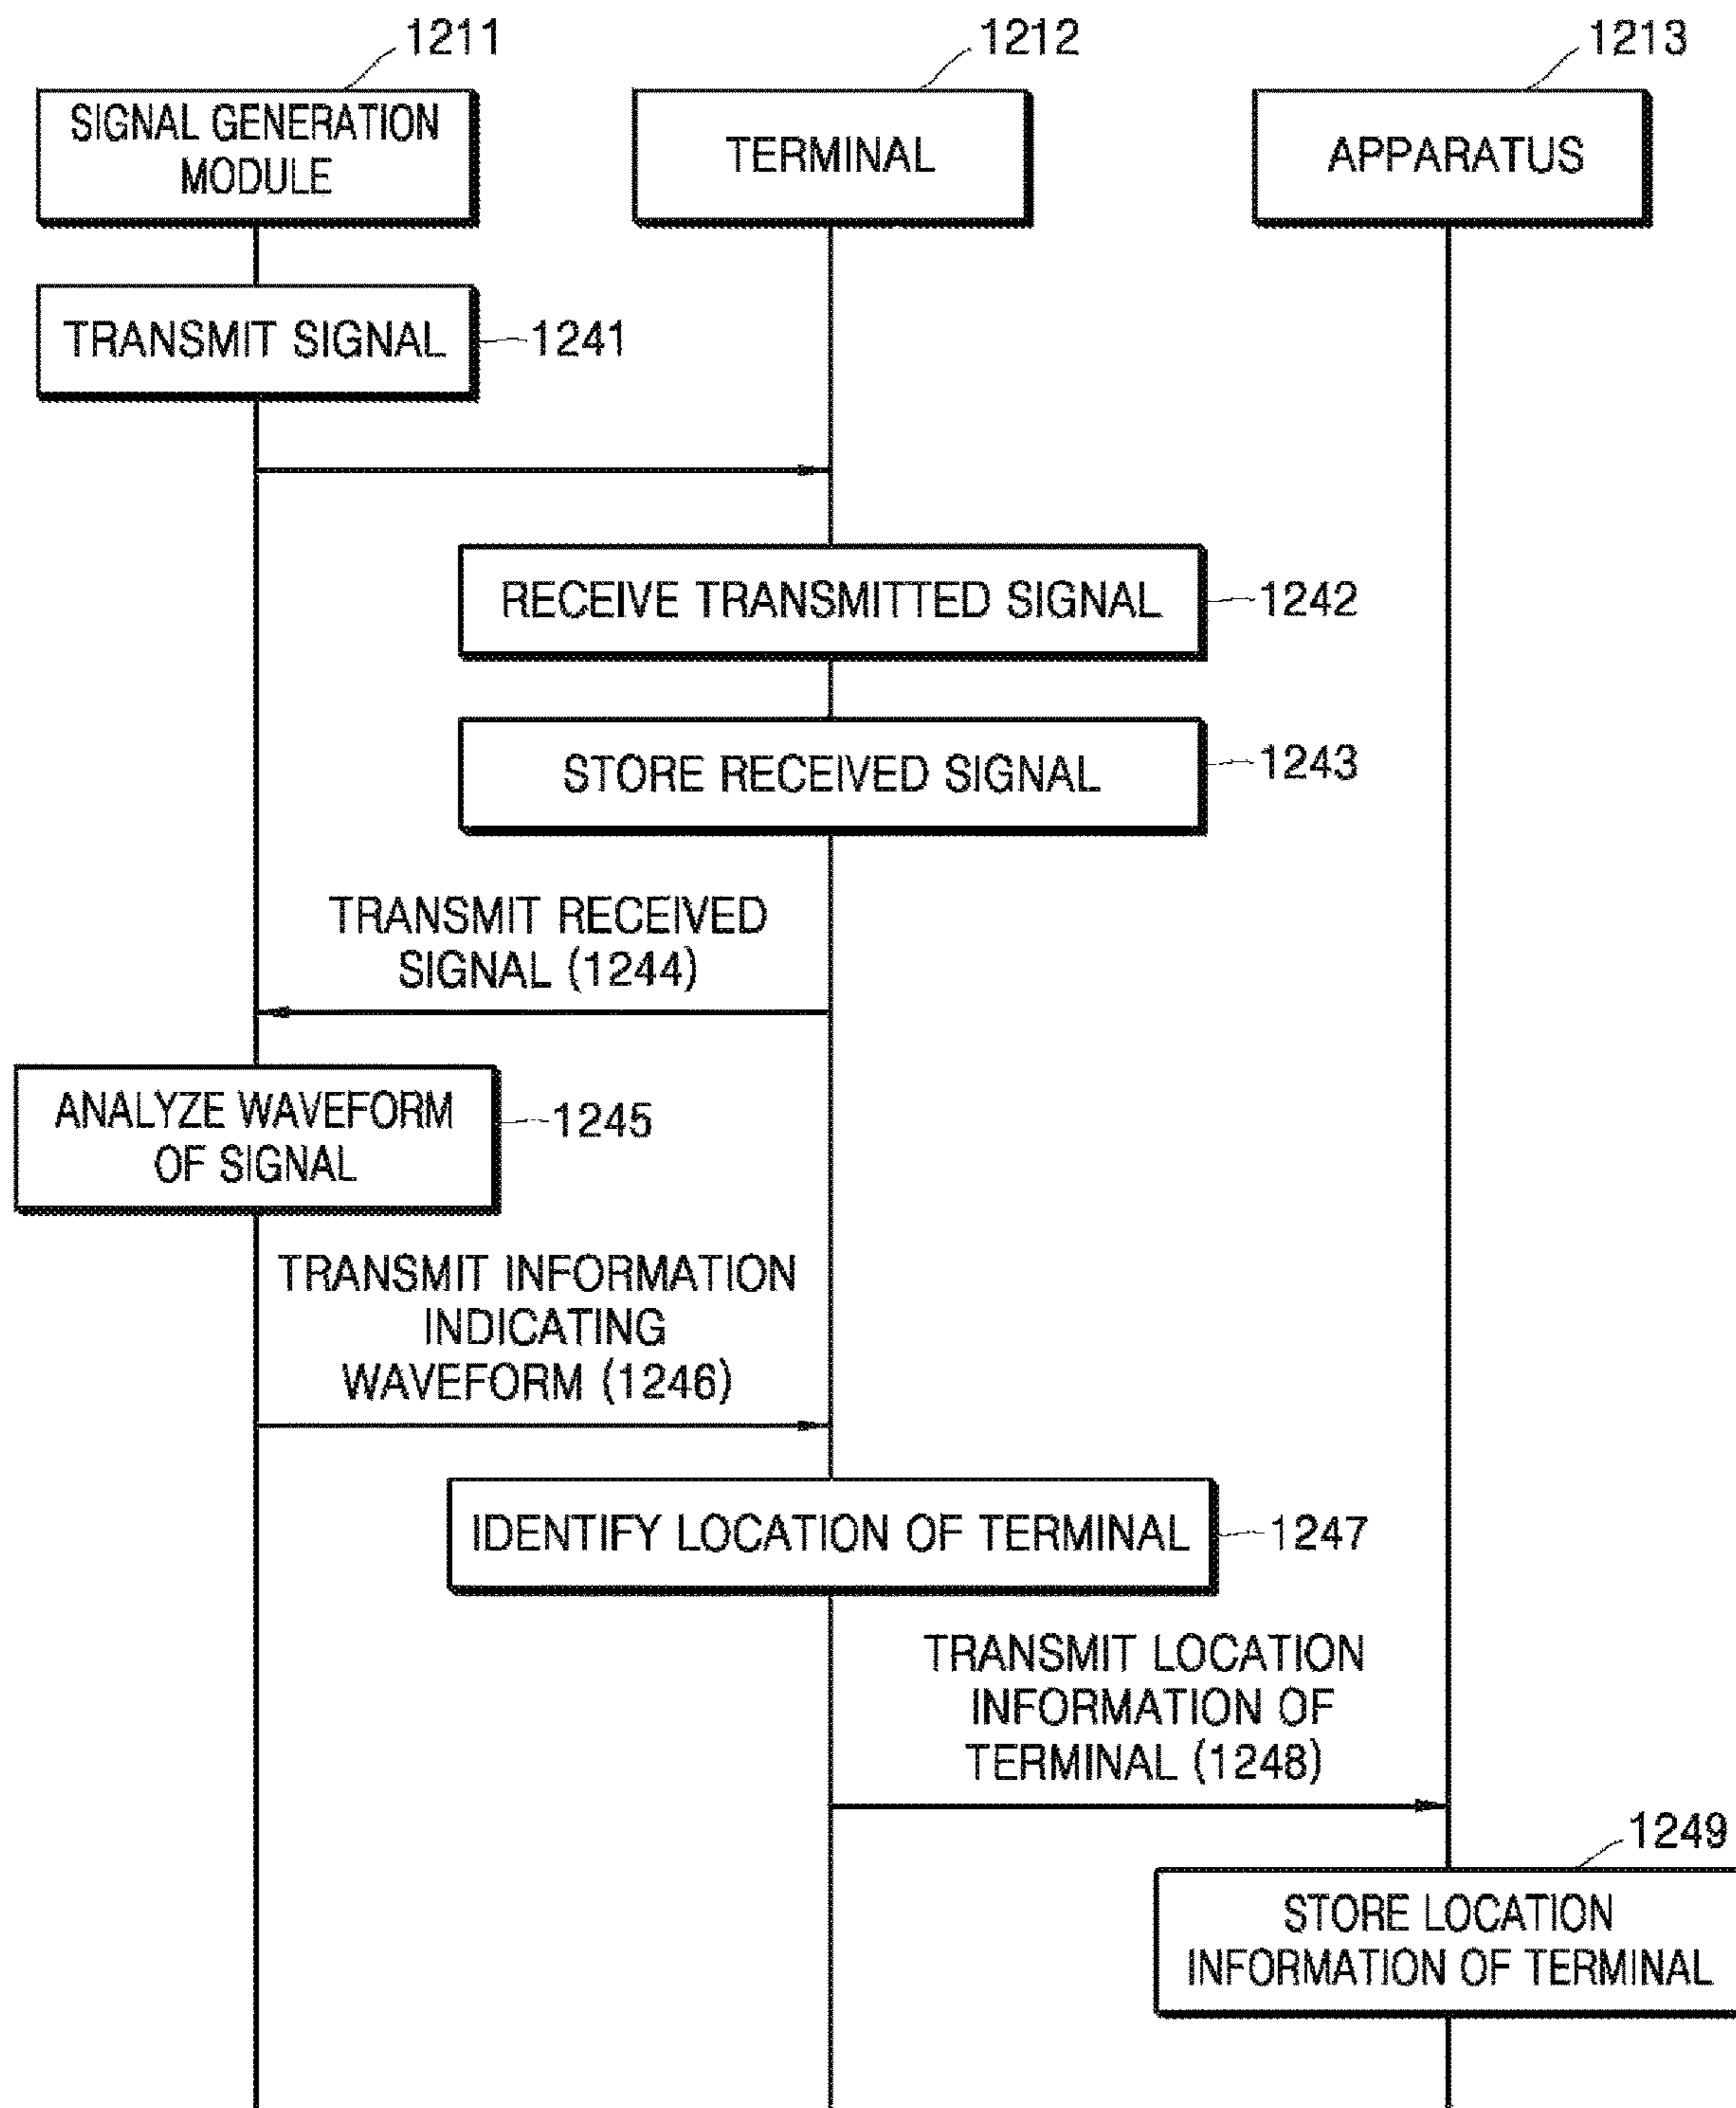 1211
1212
1213
SIGNAL GENERATION
MODULE
TERMINAL
APPARATUS
TRANSMIT SIGNAL
1241
RECEIVE TRANSMITTED SIGNAL
1242
STORE RECEIVED SIGNAL
1243
TRANSMIT RECEIVED
SIGNAL (1244)
ANALYZE WAVEFORM
OF SIGNAL
1245
TRANSMIT INFORMATION
INDICATING
WAVEFORM (1246)
IDENTIFY LOCATION OF TERMINAL
1247
TRANSMIT LOCATION
INFORMATION OF
TERMINAL (1248)
1249
STORE LOCATION
INFORMATION OF TERMINAL